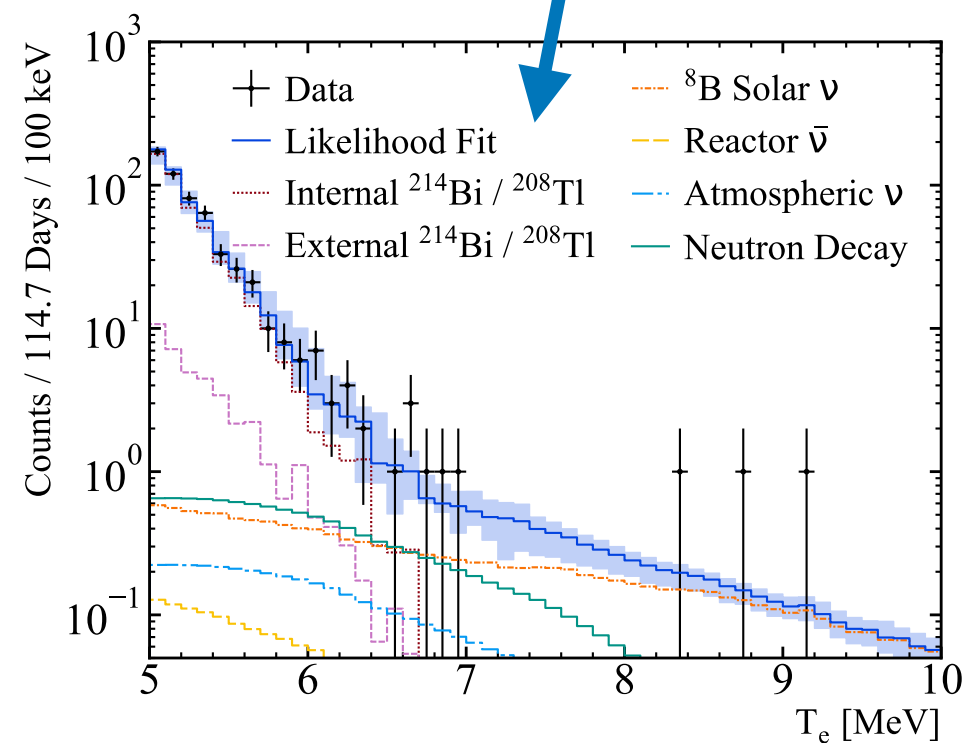 Counts / 114.7 Days / 100 keV
10³
10²
10¹
10⁰
10⁻¹
Data
Likelihood Fit
Internal ²¹⁴Bi / ²⁰⁸Tl
External ²¹⁴Bi / ²⁰⁸Tl
⁸B Solar ν
Reactor ν̄
Atmospheric ν
Neutron Decay
5 6 7 8 9 10
Tₑ [MeV]